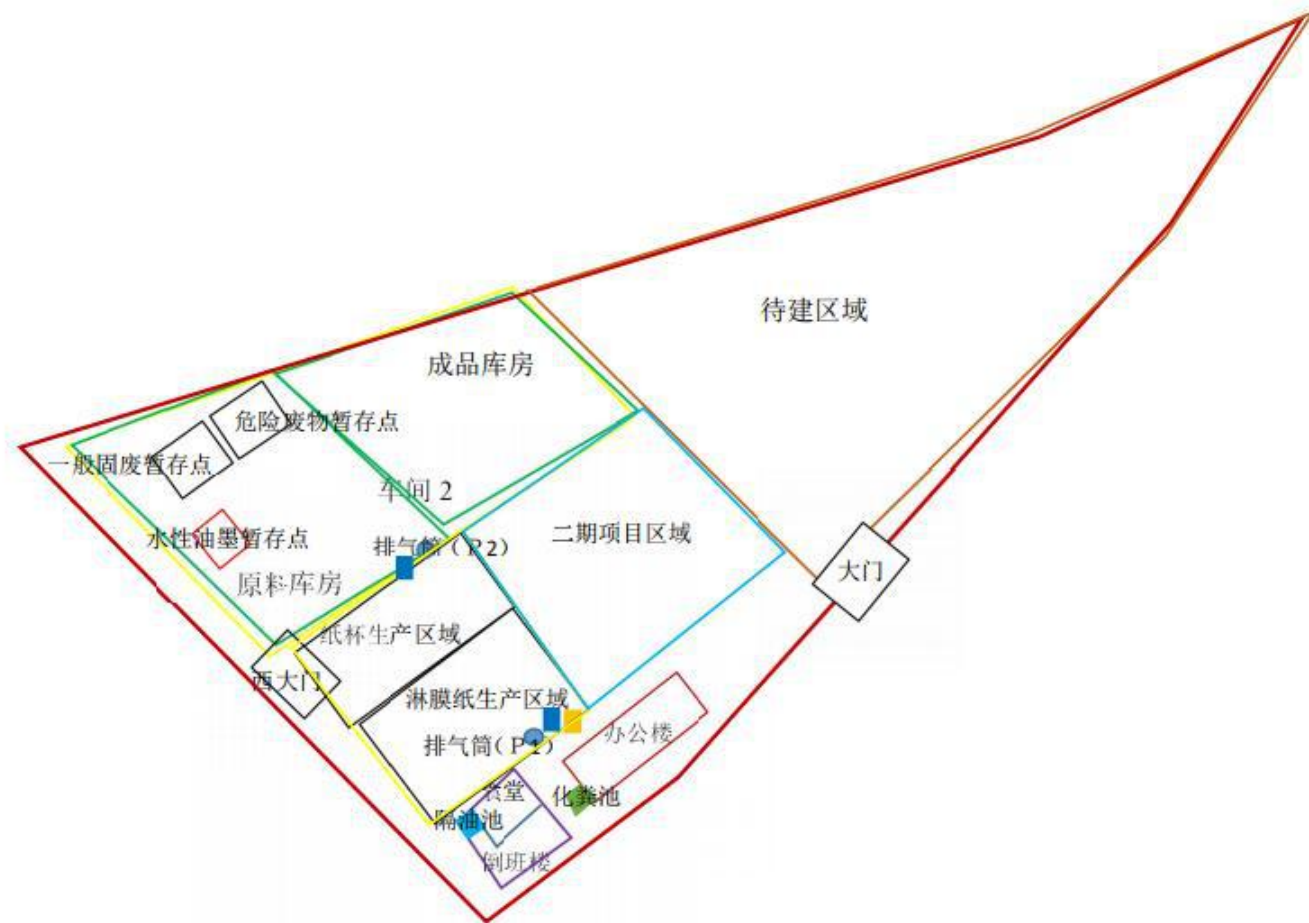 待建区域
成品库房
危险废物暂存点
一般固废暂存点
车间 2
二期项目区域
水性油墨暂存点
排气筒（P2）
大门
原料库房
纸杯生产区域
西大门
淋膜纸生产区域
办公楼
排气筒（P1）
食堂
化粪池
隔油池
倒班楼